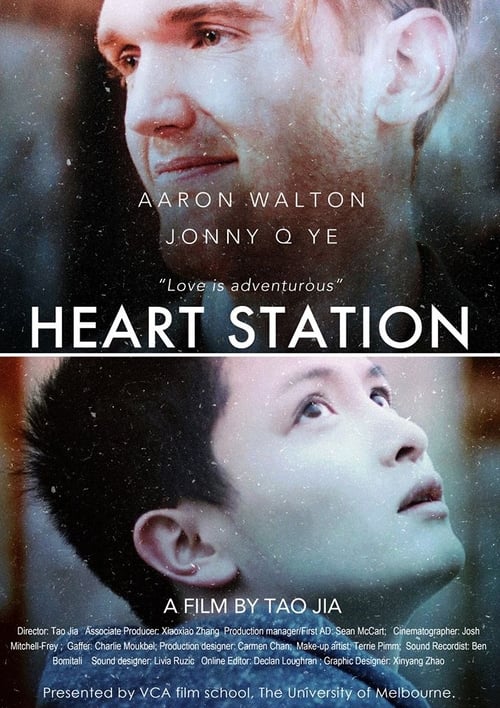 AARON WALTON
JONNY Q YE
"Love is adventurous"
HEART STATION
A FILM BY TAO JIA
Director: Tao Jia Associate Producer: Xiaoxiao Zhang Production manager/First AD: Sean McCart; Cinematographer: Josh
Mitchell-Frey ; Gaffer: Charlie Moukbel; Production designer: Carmen Chan; Make-up artist, Terrie Pimm; Sound Recordist: Ben
Bomitali Sound designer: Livia Ruzic Online Editor: Declan Loughran ; Graphic Designer: Xinyang Zhao
Presented by VCA film school, The University of Melbourne.